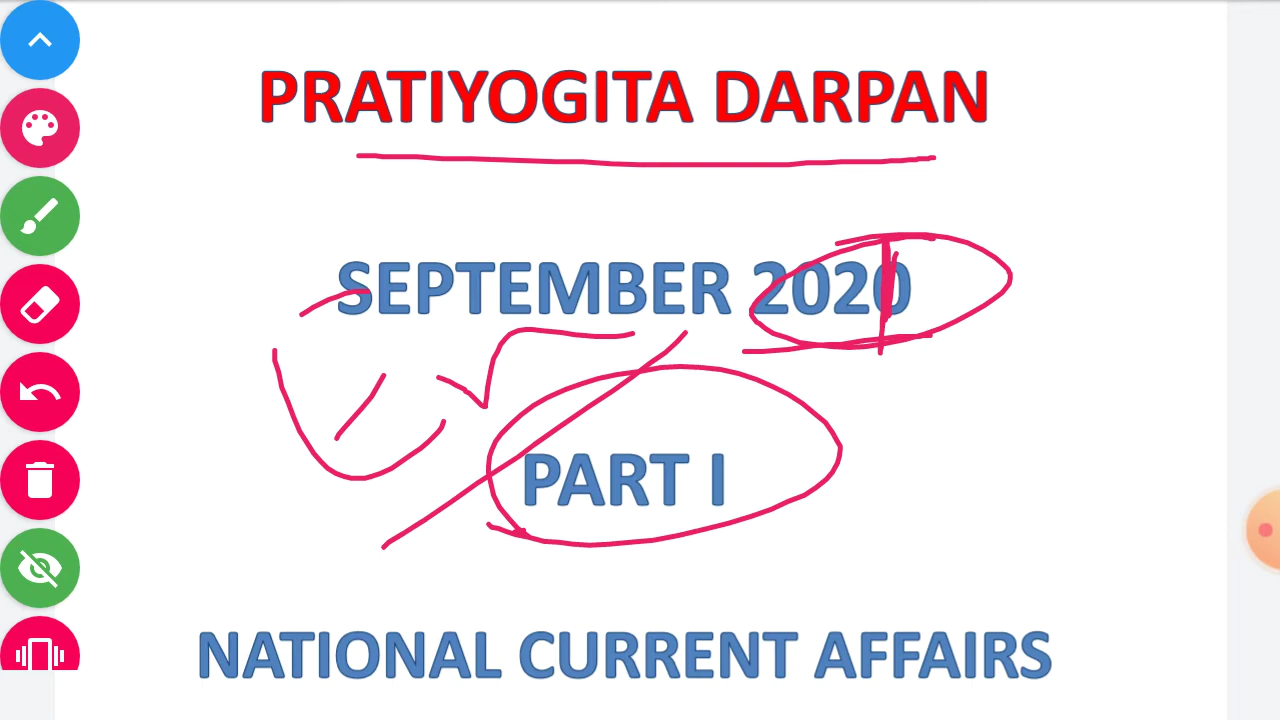 PRATIYOGITA DARPAN
SEPTEMBER 2020
PART I
NATIONAL CURRENT AFFAIRS